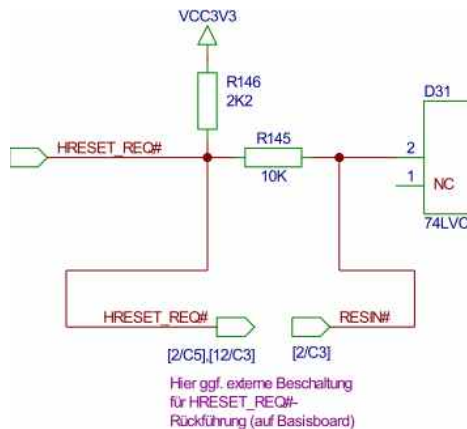 VCC3V3
R146
2K2
D31
HRESET_REQ#
R145
10K
2
1
NC
74LVC
HRESET_REQ#
RESIN#
[2/C5],[12/C3]
[2/C3]
Hier ggf. externe Beschaltung
für HRESET_REQ#-
Rückführung (auf Basisboard)